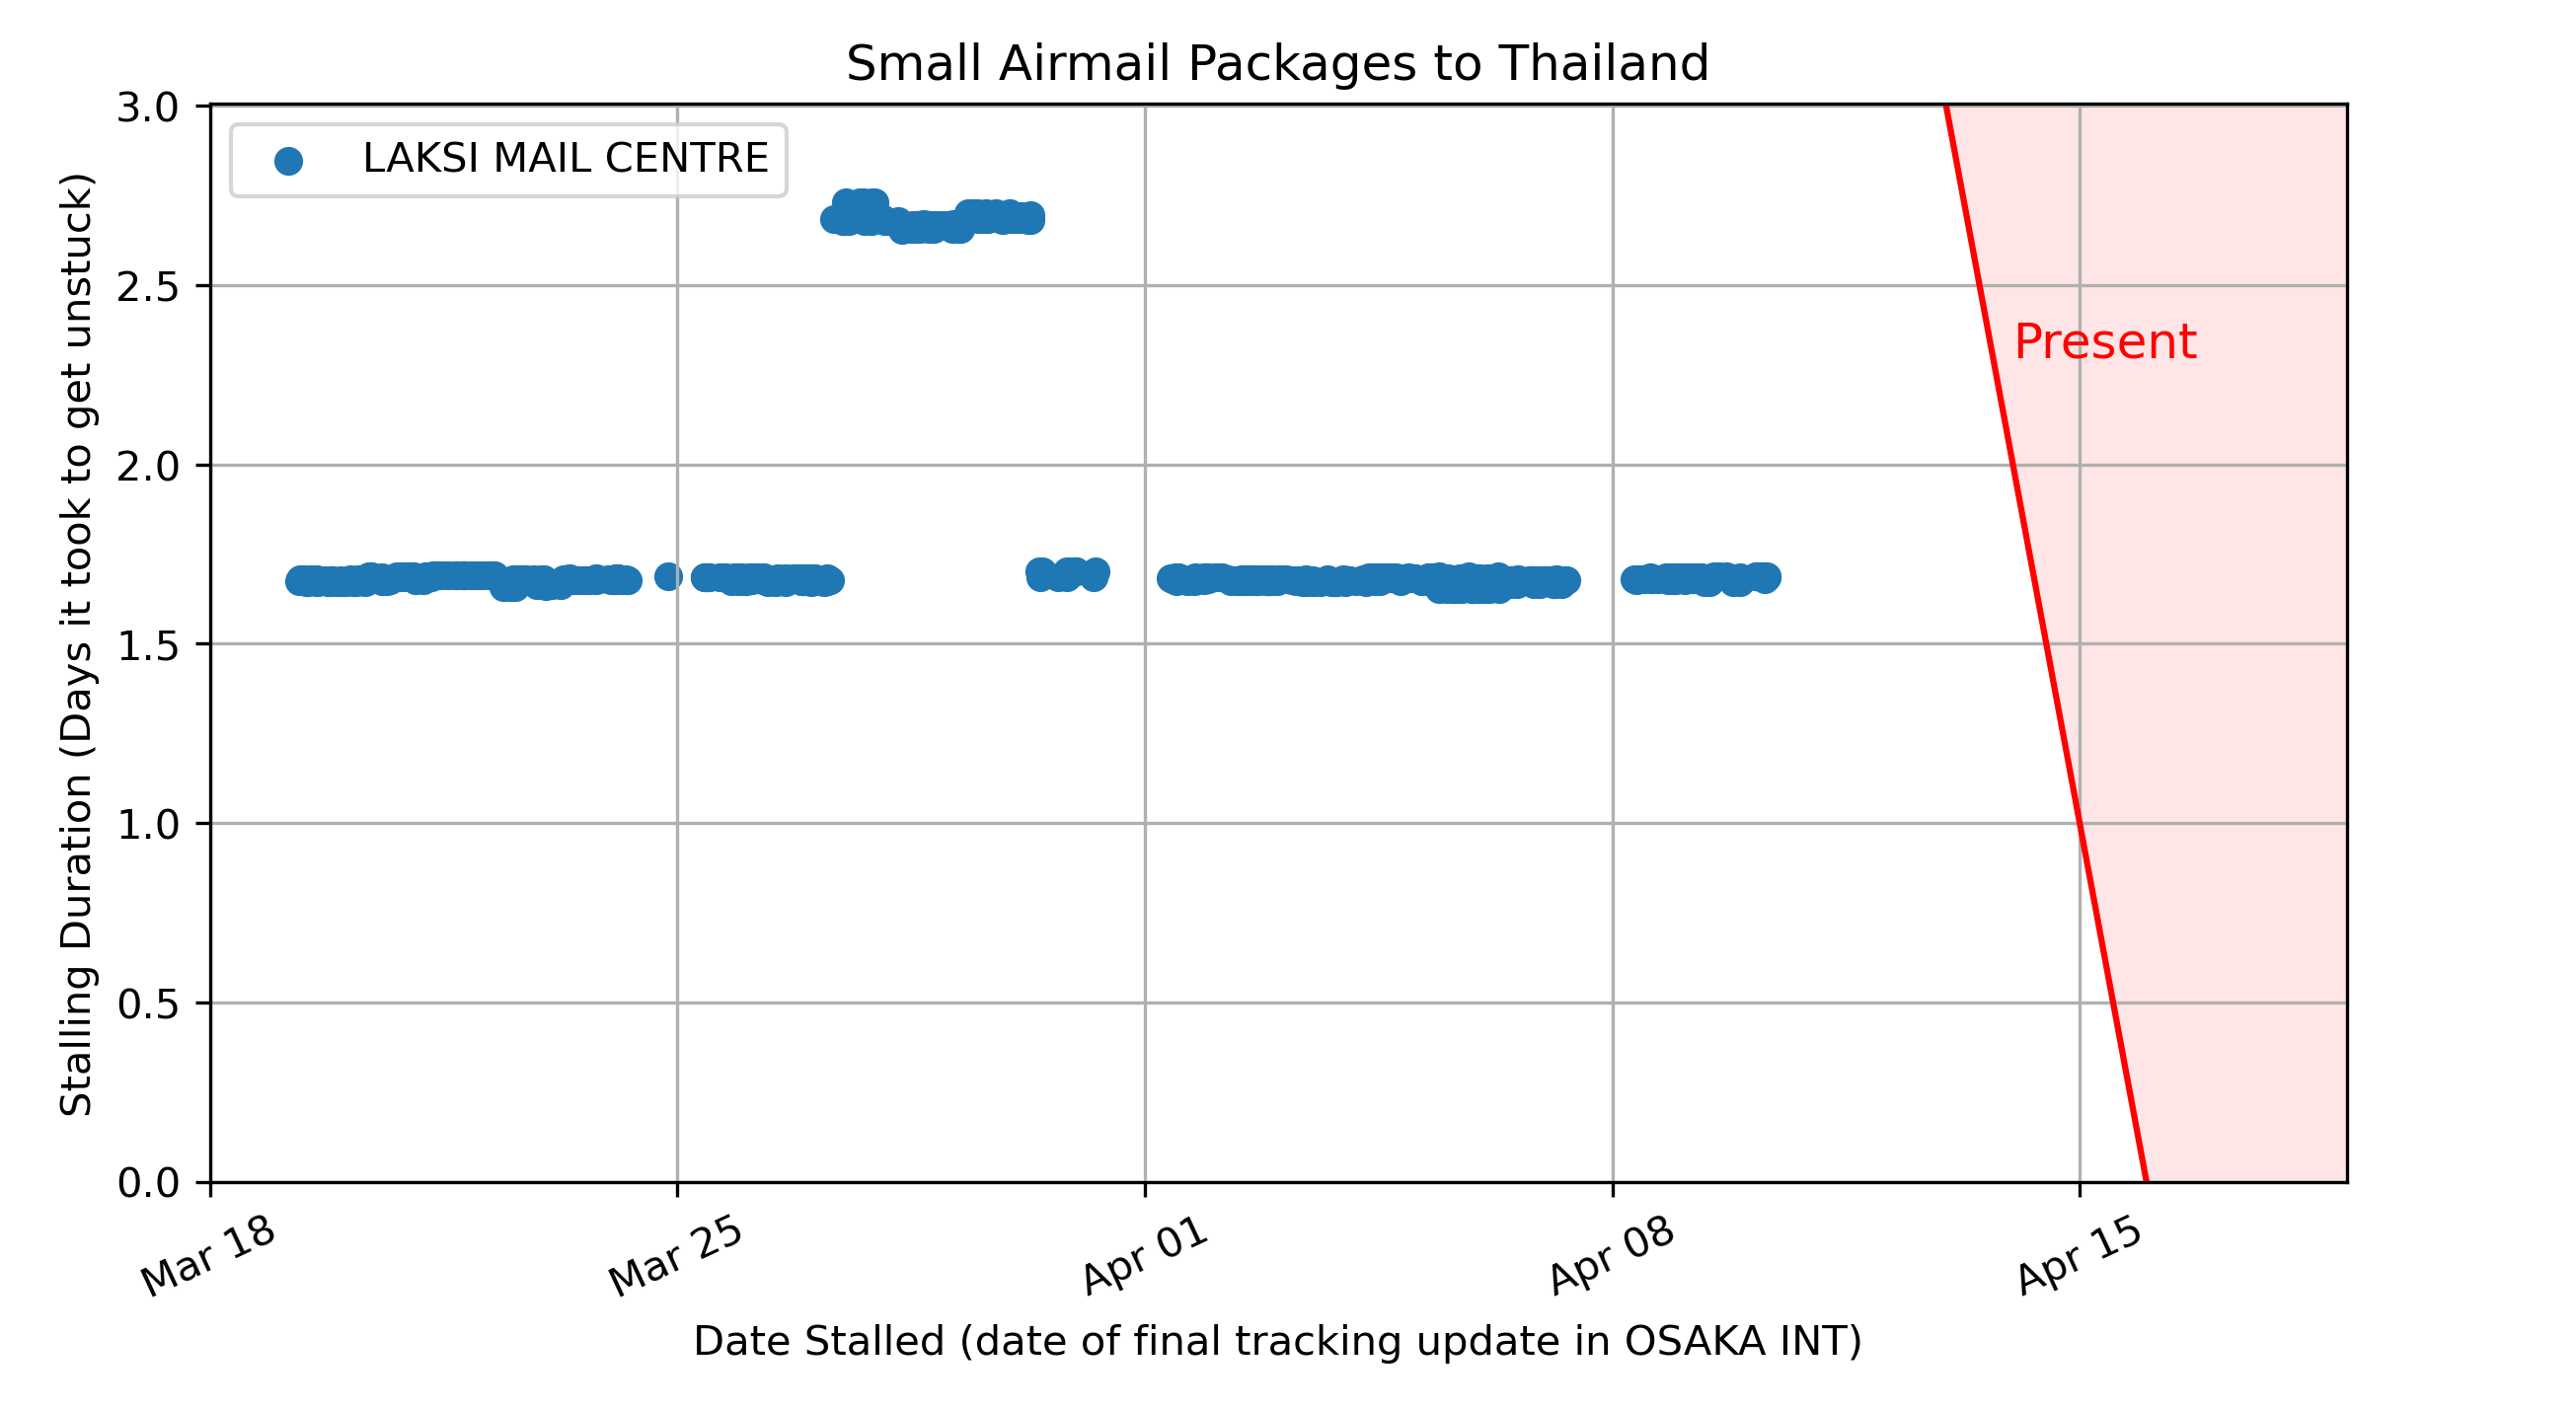 Small Airmail Packages to Thailand
LAKSI MAIL CENTRE
Present
Stalling Duration (Days it took to get unstuck)
3.0
2.5
2.0
1.5
1.0
0.5
0.0
Mar 18
Mar 25
Apr 01
Apr 08
Apr 15
Date Stalled (date of final tracking update in OSAKA INT)